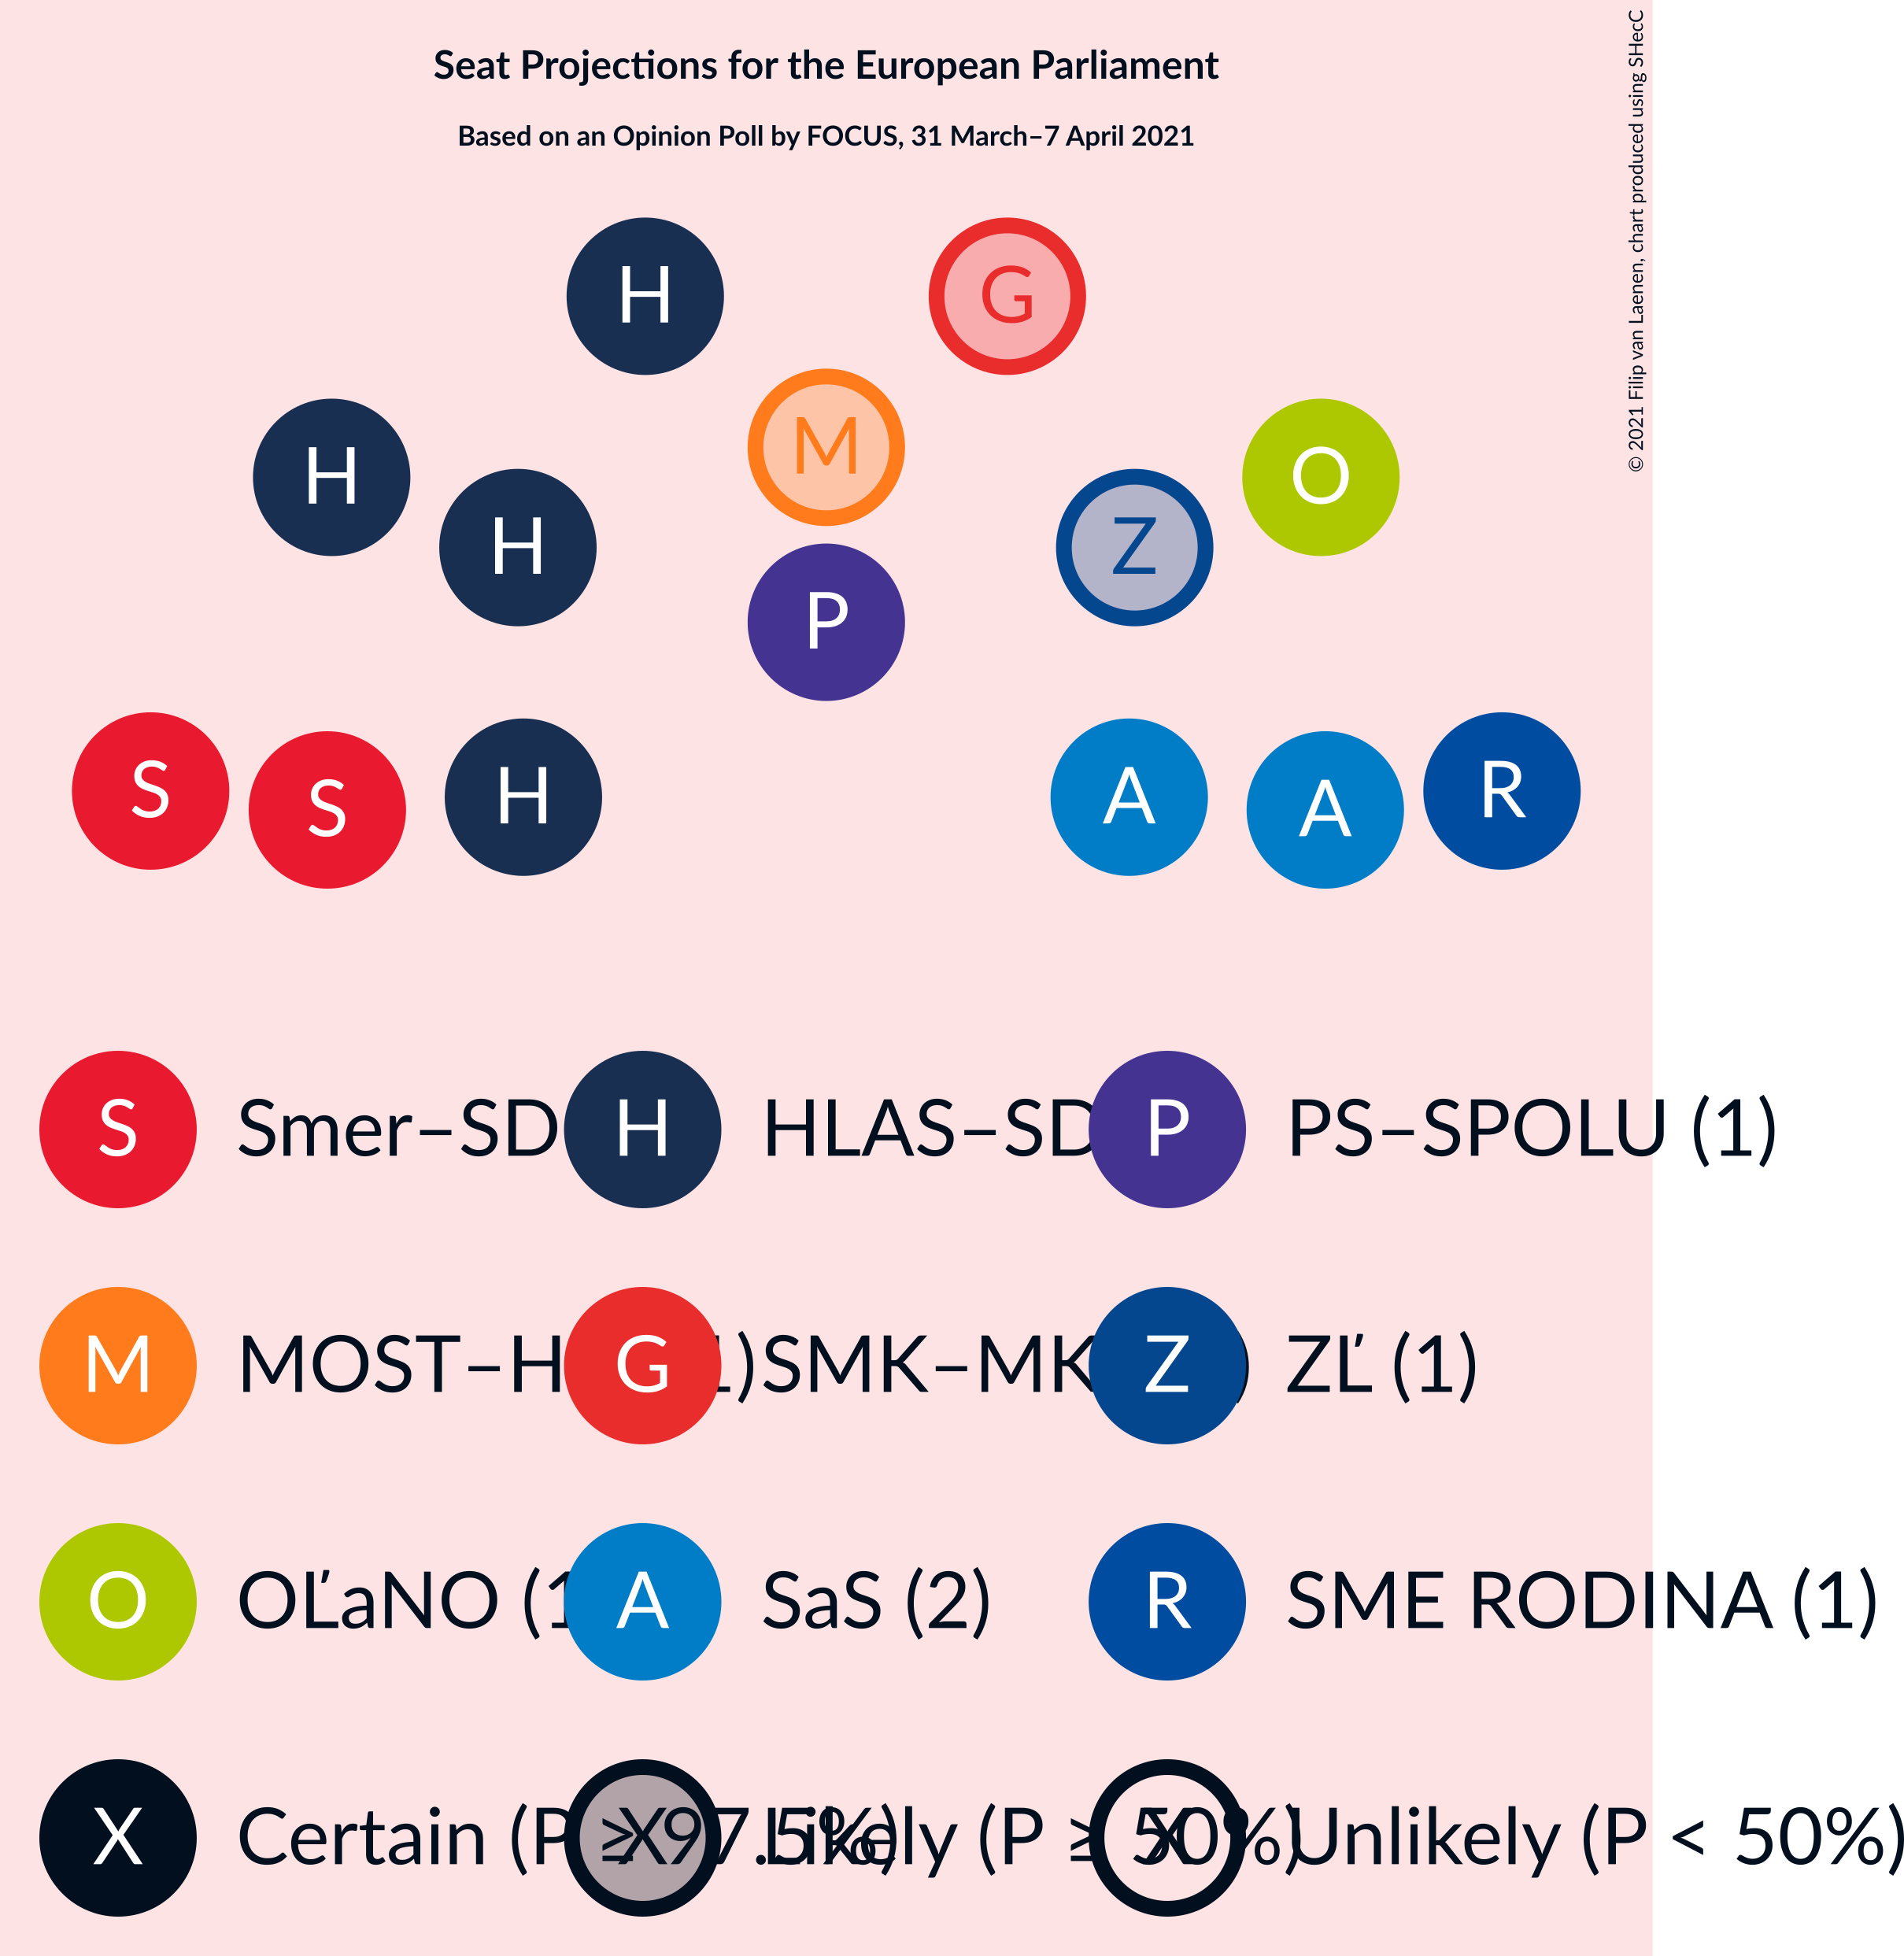 Seat Projections for the European Parliament
Based on an Opinion Poll by FOCUS, 31 March–7 April 2021
© 2021 Filip van Laenen, chart produced using SHecC
H G
M
H O
H Z
P
S R
H A
S A
S Smer–SD H HLAS–SD P PS–SPOLU (1)
M MOST–H G SMK–MK Z ZĽ (1)
O OĽaNO (1 A SaS (2) R SME RODINA (1)
X Certain (P ≥ 97.5%) X Likely (P ≥ 50%) X Unlikely (P < 50%)